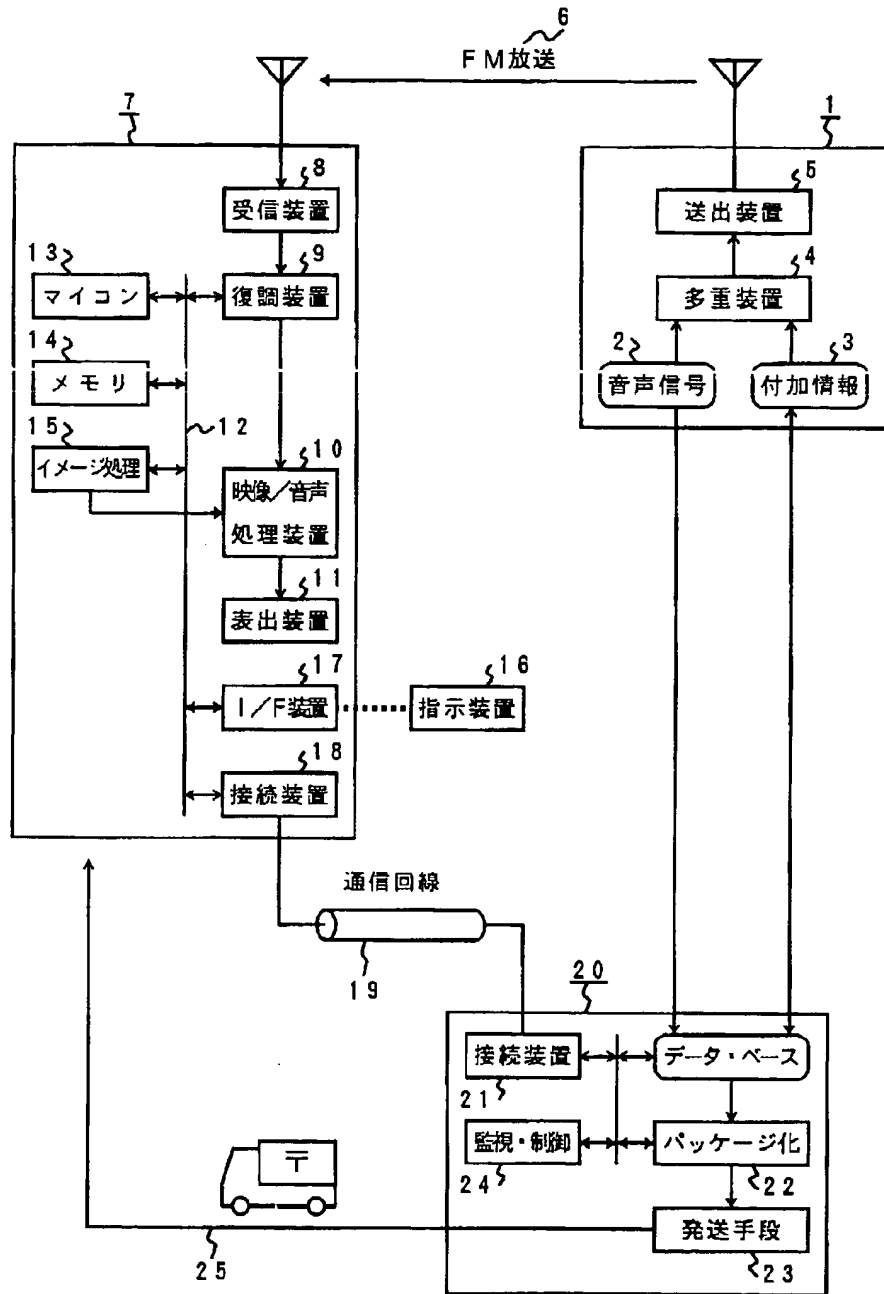 6
FM放送
7
1
8
受信装置
5
送出装置
13
マイコン
9
復調装置
4
多重装置
14
メモリ
2
音声信号
3
付加情報
15
イメージ処理
12
10
映像/音声
処理装置
11
表出装置
17
I/F装置
16
指示装置
18
接続装置
通信回線
19
20
接続装置
21
データ・ベース
監視・制御
24
パッケージ化
22
〒
発送手段
23
25